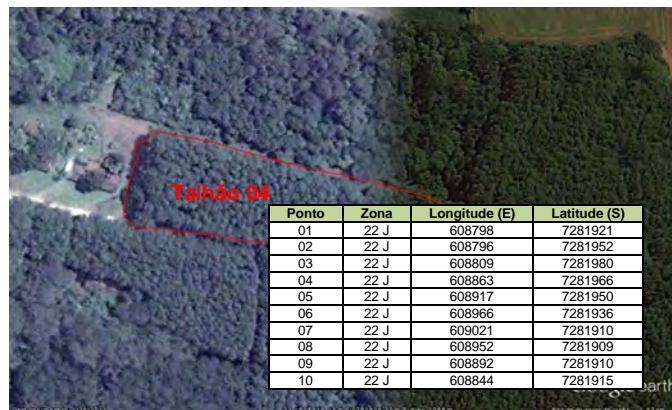 Talhão 04
Ponto Zona Longitude (E) Latitude (S)
01 22 J 608798 7281921
02 22 J 608796 7281952
03 22 J 608809 7281980
04 22 J 608863 7281966
05 22 J 608917 7281950
06 22 J 608966 7281936
07 22 J 609021 7281910
08 22 J 608952 7281909
09 22 J 608892 7281910
10 22 J 608844 7281915
earth